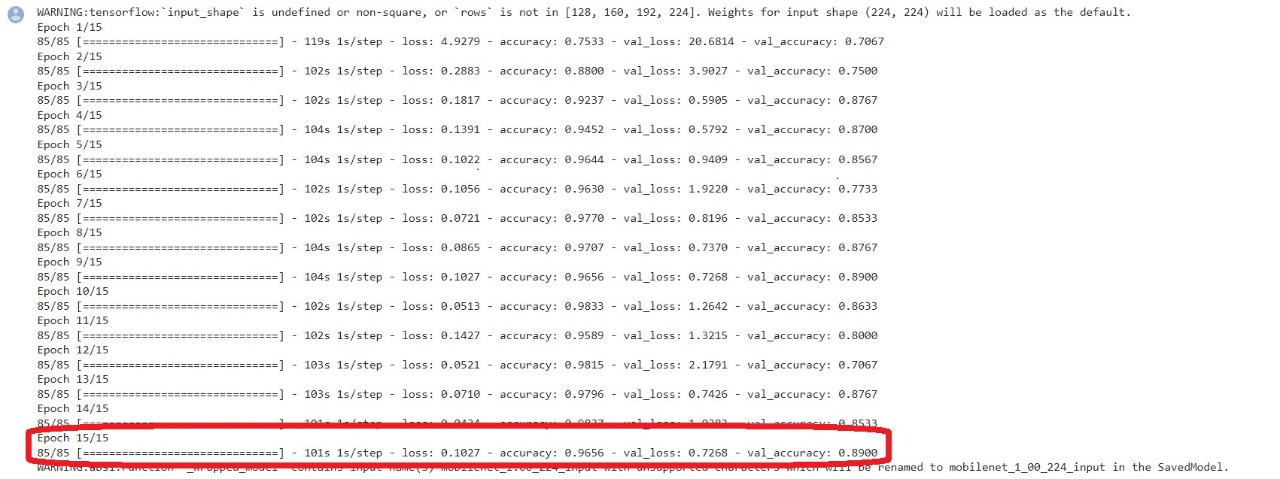 WARNING:tensorflow:`input_shape` is undefined or non-square, or `rows` is not in [128, 160, 192, 224]. Weights for input shape (224, 224) will be loaded as the default.
Epoch 1/15
85/85 [==============================] - 119s 1s/step - loss: 4.9279 - accuracy: 0.7533 - val_loss: 20.6814 - val_accuracy: 0.7067
Epoch 2/15
85/85 [==============================] - 102s 1s/step - loss: 0.2883 - accuracy: 0.8800 - val_loss: 3.9027 - val_accuracy: 0.7500
Epoch 3/15
85/85 [==============================] - 102s 1s/step - loss: 0.1817 - accuracy: 0.9237 - val_loss: 0.5905 - val_accuracy: 0.8767
Epoch 4/15
85/85 [==============================] - 104s 1s/step - loss: 0.1391 - accuracy: 0.9452 - val_loss: 0.5792 - val_accuracy: 0.8700
Epoch 5/15
85/85 [==============================] - 104s 1s/step - loss: 0.1022 - accuracy: 0.9644 - val_loss: 0.9409 - val_accuracy: 0.8567
Epoch 6/15
85/85 [==============================] - 102s 1s/step - loss: 0.1056 - accuracy: 0.9630 - val_loss: 1.9220 - val_accuracy: 0.7733
Epoch 7/15
85/85 [==============================] - 102s 1s/step - loss: 0.0721 - accuracy: 0.9770 - val_loss: 0.8196 - val_accuracy: 0.8533
Epoch 8/15
85/85 [==============================] - 104s 1s/step - loss: 0.0865 - accuracy: 0.9707 - val_loss: 0.7370 - val_accuracy: 0.8767
Epoch 9/15
85/85 [==============================] - 104s 1s/step - loss: 0.1027 - accuracy: 0.9656 - val_loss: 0.7268 - val_accuracy: 0.8900
Epoch 10/15
85/85 [==============================] - 102s 1s/step - loss: 0.0513 - accuracy: 0.9833 - val_loss: 1.2642 - val_accuracy: 0.8633
Epoch 11/15
85/85 [==============================] - 102s 1s/step - loss: 0.1427 - accuracy: 0.9589 - val_loss: 1.3215 - val_accuracy: 0.8000
Epoch 12/15
85/85 [==============================] - 103s 1s/step - loss: 0.0521 - accuracy: 0.9815 - val_loss: 2.1791 - val_accuracy: 0.7067
Epoch 13/15
85/85 [==============================] - 103s 1s/step - loss: 0.0710 - accuracy: 0.9796 - val_loss: 0.7426 - val_accuracy: 0.8767
Epoch 14/15
85/85 [==============================] - 1s/step - loss: - accuracy: - val_loss: - val_accuracy: 0.8533
Epoch 15/15
85/85 [==============================] - 101s 1s/step - loss: 0.1027 - accuracy: 0.9656 - val_loss: 0.7268 - val_accuracy: 0.8900
WARNING:absl:Function `_wrapped_model` contains input name(s) mobilenet_1.00_224_input with unsupported characters which will be renamed to mobilenet_1_00_224_input in the SavedModel.